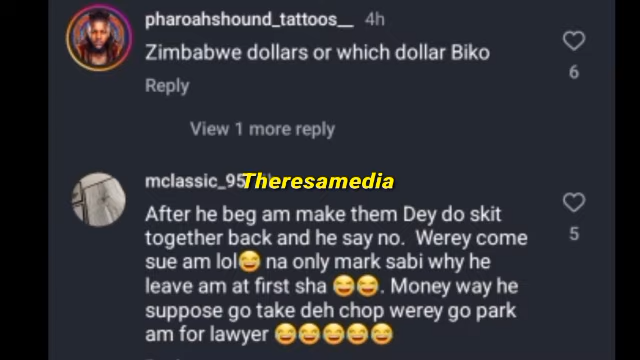 pharoahshound_tattoos__ 4h
Zimbabwe dollars or which dollar Biko
Reply
6
View 1 more reply
mclassic_95
Theresamedia
After he beg am make them Dey do skit
together back and he say no. Werey come
sue am lol😂 na only mark sabi why he
leave am at first sha 😂😂. Money way he
suppose go take deh chop werey go park
am for lawyer 😂😂😂😂😂
5